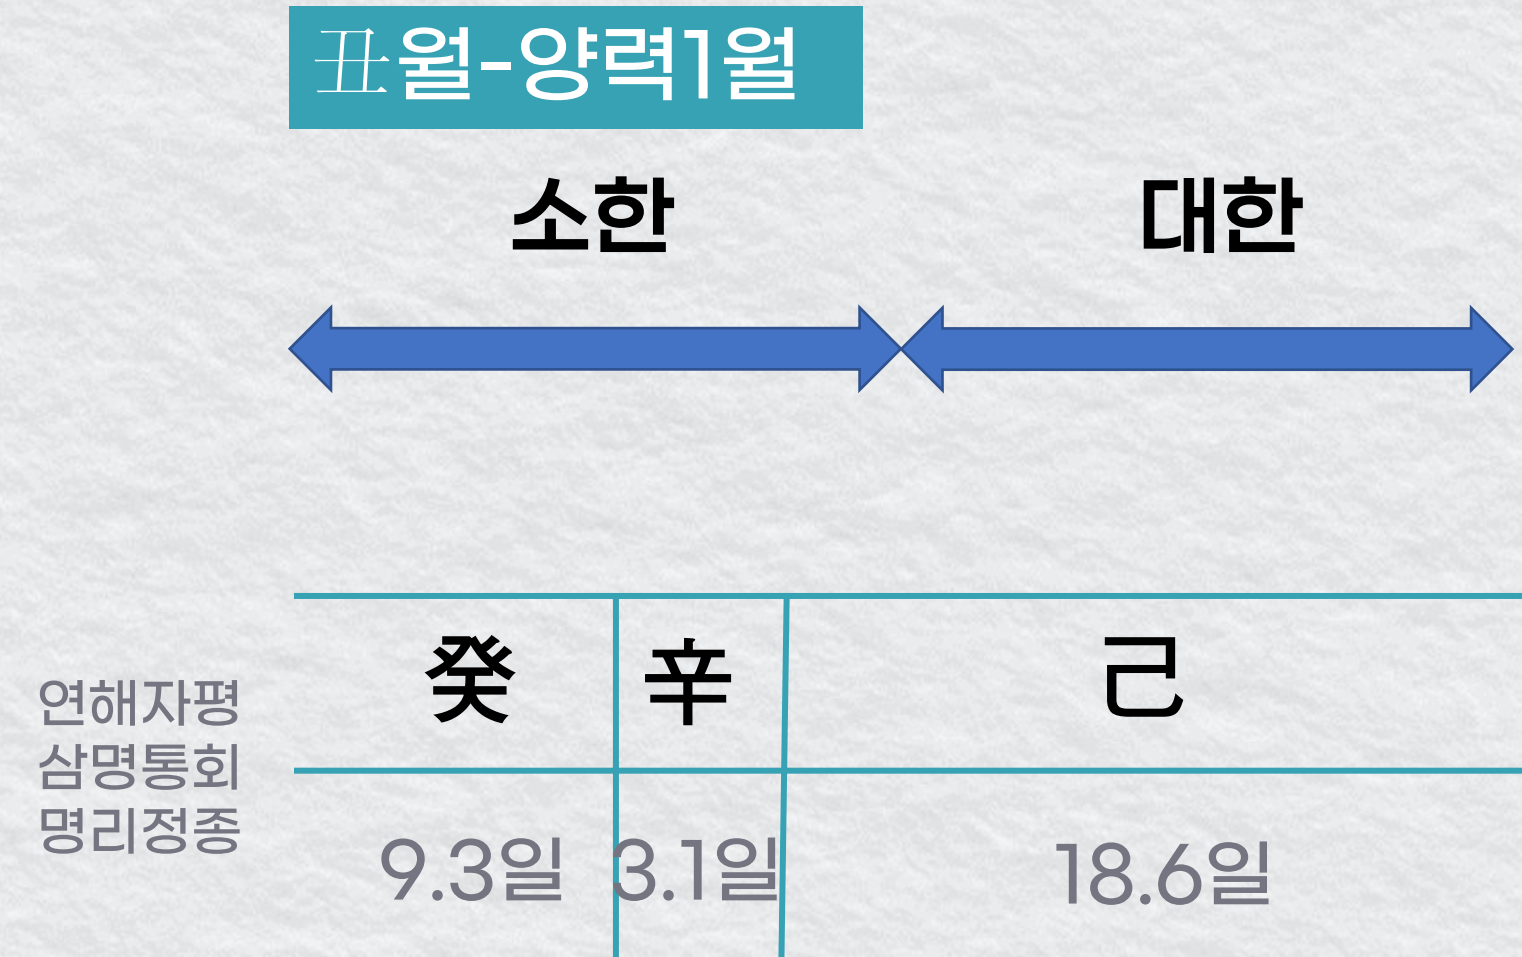 丑월-양력1월
소한 대한
癸 辛 己
연해자평
삼명통회
명리정종
9.3일 3.1일 18.6일